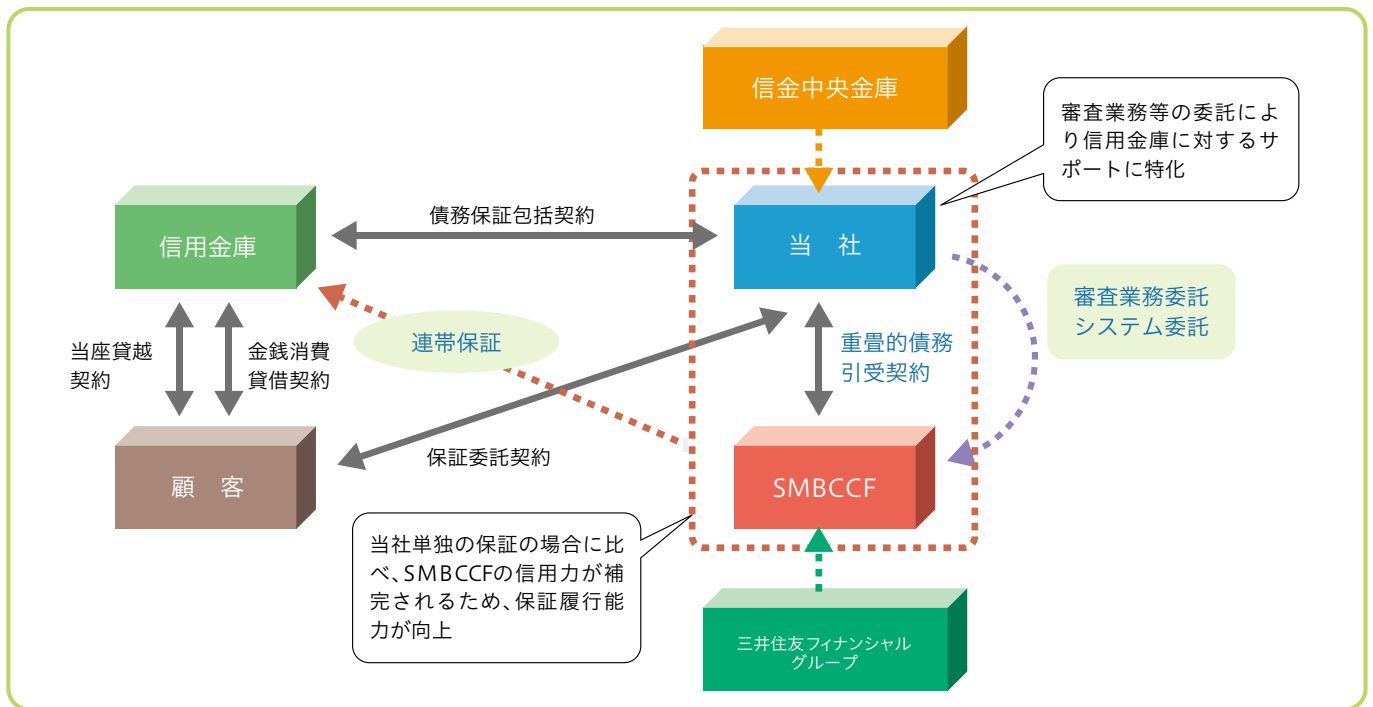 信金中央金庫
審査業務等の委託によ
り信用金庫に対するサ
ポートに特化
債務保証包括契約
信用金庫
当　社
審査業務委託
システム委託
連帯保証
重畳的債務
引受契約
当座貸越
契約
金銭消費
貸借契約
保証委託契約
顧　客
SMBCCF
当社単独の保証の場合に比
べ、SMBCCFの信用力が補
完されるため、保証履行能
力が向上
三井住友フィナンシャル
グループ